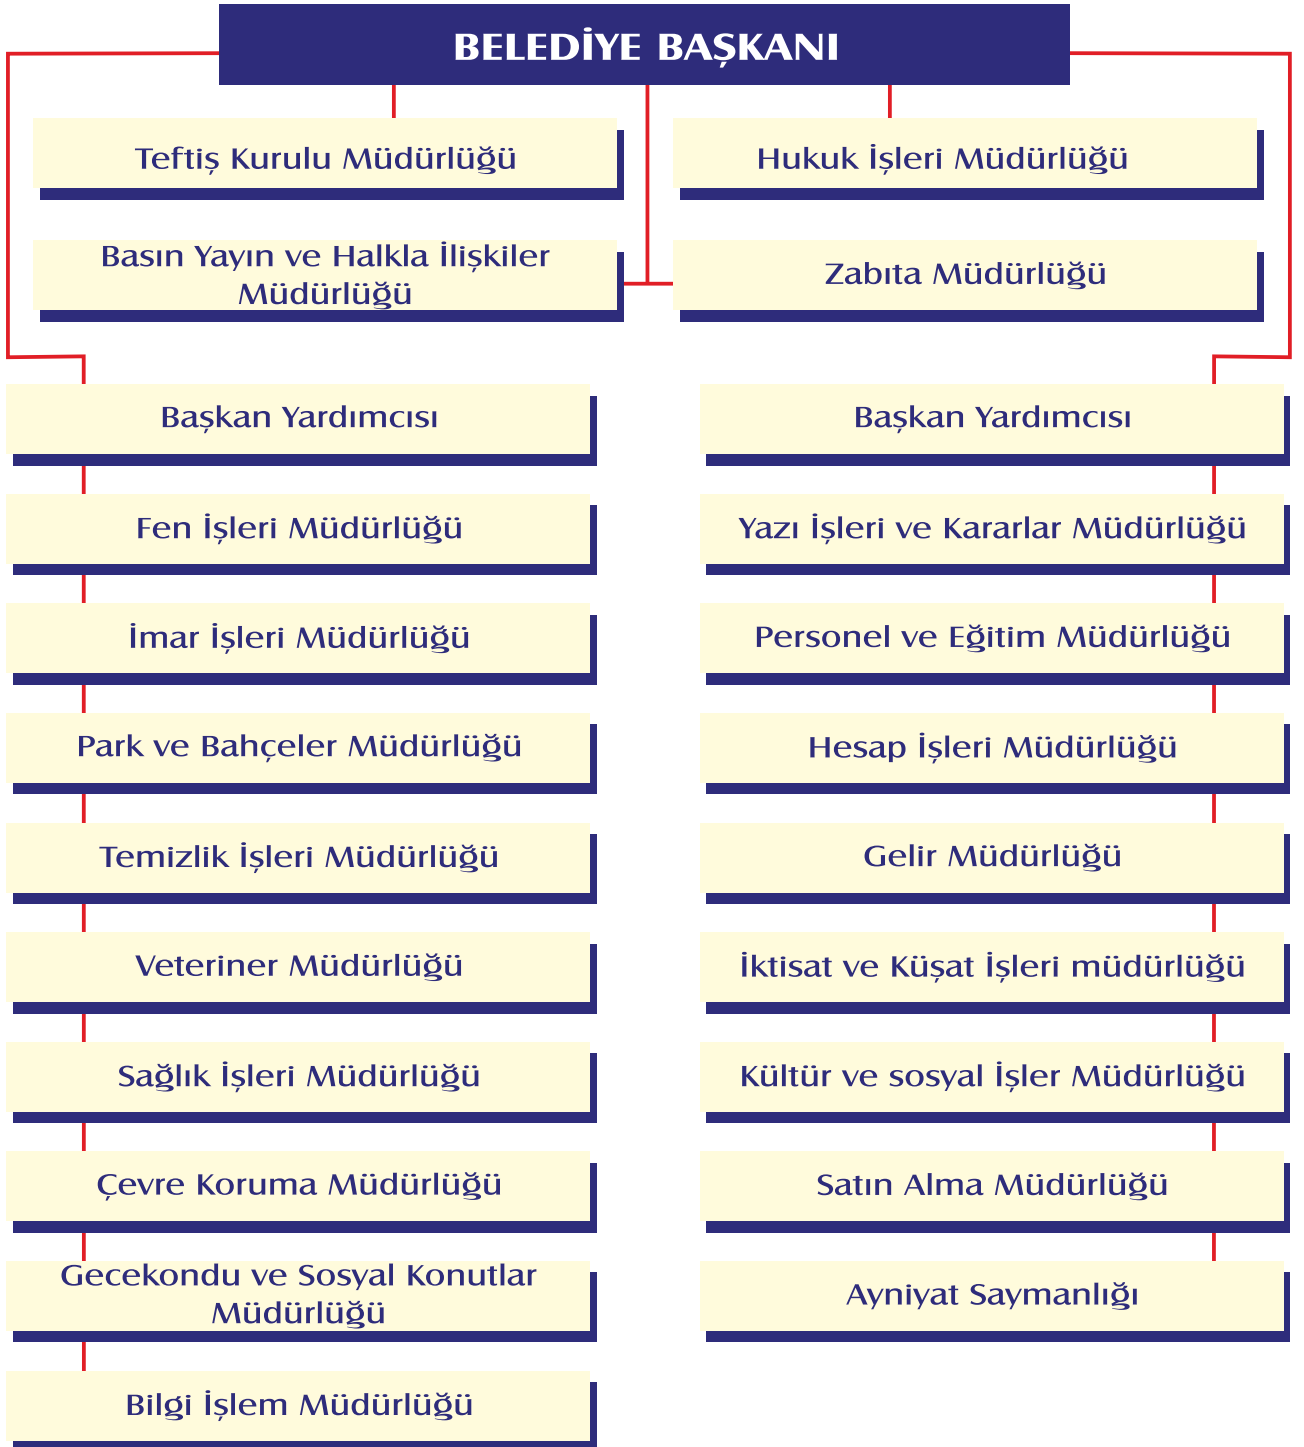 BELEDİYE BAŞKANI
Teftiş Kurulu Müdürlüğü
Hukuk İşleri Müdürlüğü
Basın Yayın ve Halkla İlişkiler
Müdürlüğü
Zabıta Müdürlüğü
Başkan Yardımcısı
Fen İşleri Müdürlüğü
İmar İşleri Müdürlüğü
Park ve Bahçeler Müdürlüğü
Temizlik İşleri Müdürlüğü
Veteriner Müdürlüğü
Sağlık İşleri Müdürlüğü
Çevre Koruma Müdürlüğü
Gecekondu ve Sosyal Konutlar
Müdürlüğü
Bilgi İşlem Müdürlüğü
Başkan Yardımcısı
Yazı İşleri ve Kararlar Müdürlüğü
Personel ve Eğitim Müdürlüğü
Hesap İşleri Müdürlüğü
Gelir Müdürlüğü
İktisat ve Küşat İşleri müdürlüğü
Kültür ve sosyal İşler Müdürlüğü
Satın Alma Müdürlüğü
Ayniyat Saymanlığı